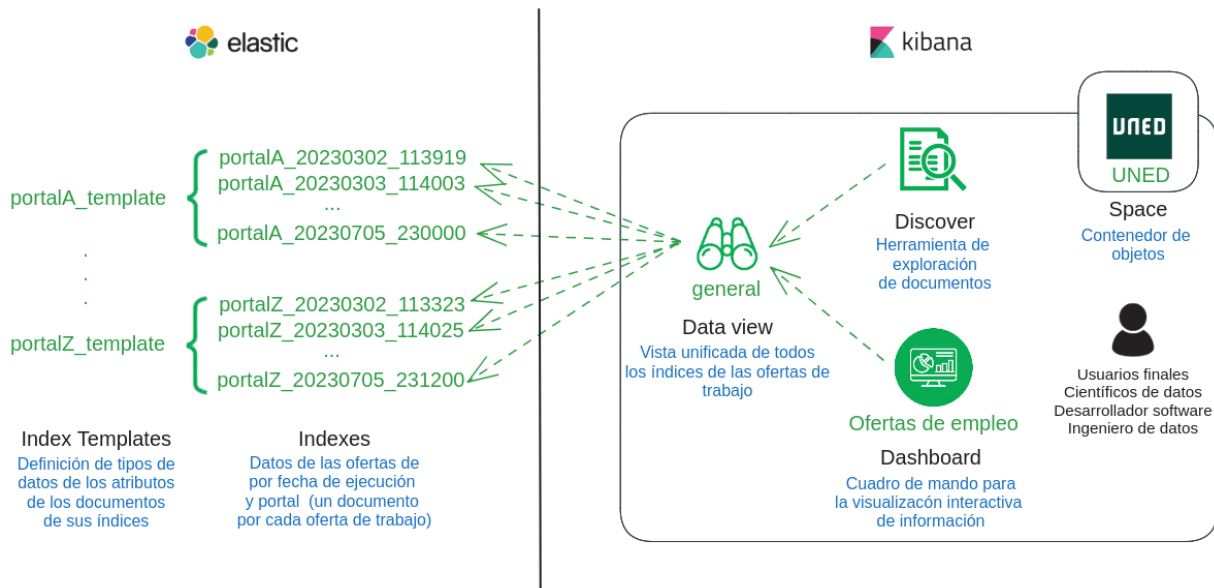 elastic
portalA_template
portalA_20230302_113919
portalA_20230303_114003
...
portalA_20230705_230000
.
.
.
portalZ_template
portalZ_20230302_113323
portalZ_20230303_114025
...
portalZ_20230705_231200
Index Templates
Definición de tipos de
datos de los atributos
de los documentos
de sus índices
Indexes
Datos de las ofertas de
por fecha de ejecución
y portal (un documento
por cada oferta de trabajo)
kibana
general
Data view
Vista unificada de todos
los índices de las ofertas de
trabajo
Discover
Herramienta de
exploración
de documentos
Ofertas de empleo
Dashboard
Cuadro de mando para
la visualizacón interactiva
de información
UNED
UNED
Space
Contenedor de
objetos
Usuarios finales
Científicos de datos
Desarrollador software
Ingeniero de datos